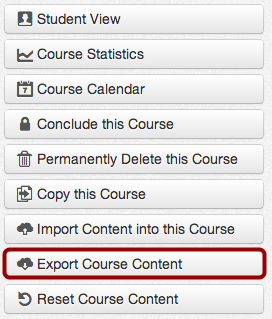 Student View
Course Statistics
7 Course Calendar
Conclude this Course
Permanently Delete this Course
Copy this Course
Import Content into this Course
Export Course Content
Reset Course Content